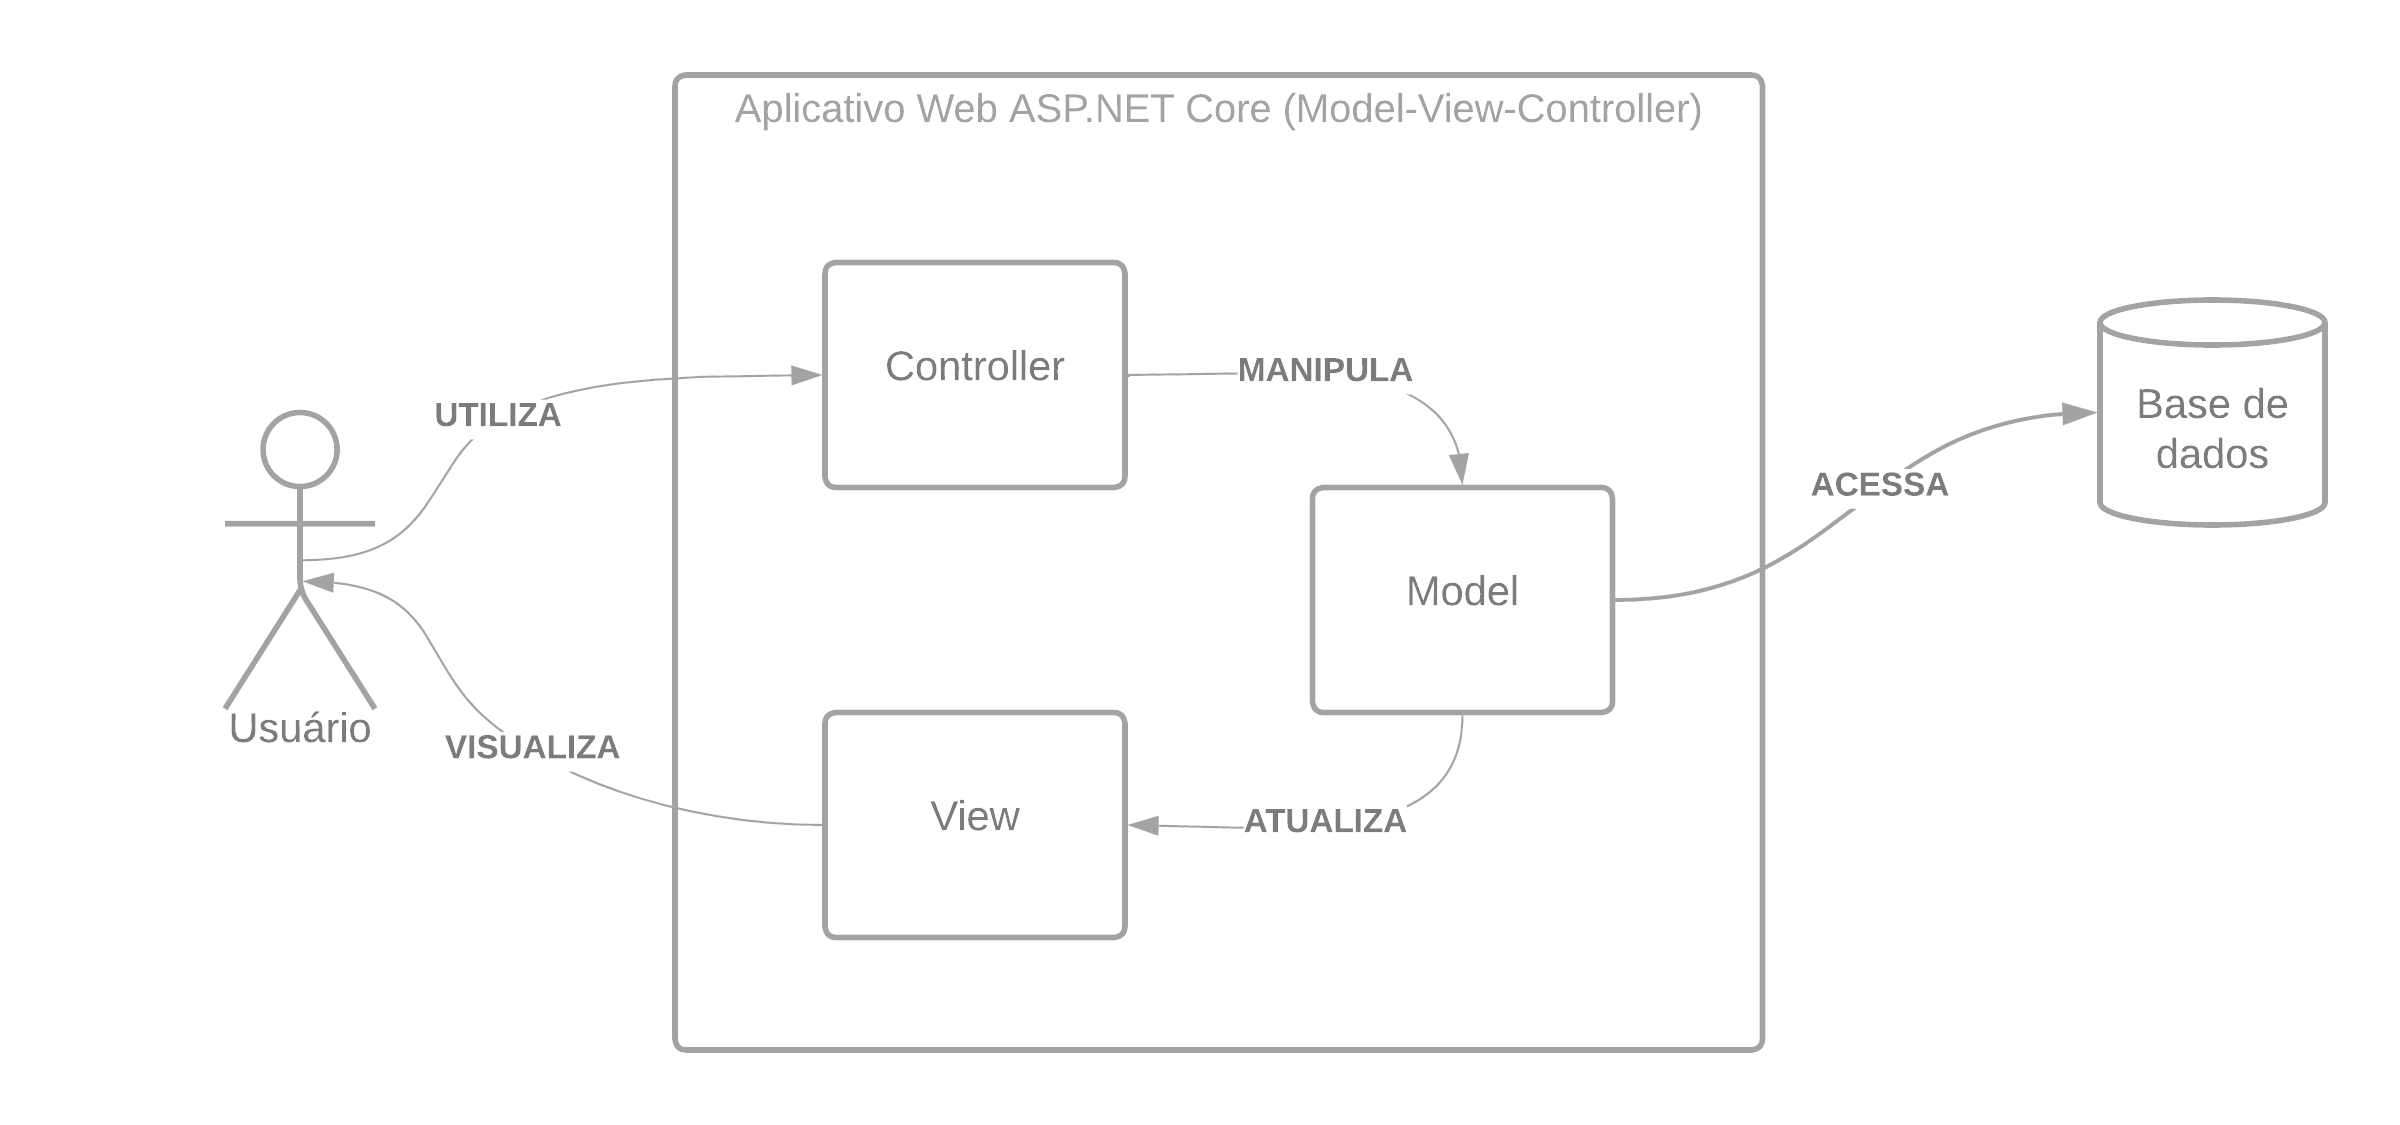 Aplicativo Web ASP.NET Core (Model-View-Controller)
Controller
MANIPULA
UTILIZA
Base de
dados
ACESSA
Model
Usuário
VISUALIZA
View
ATUALIZA